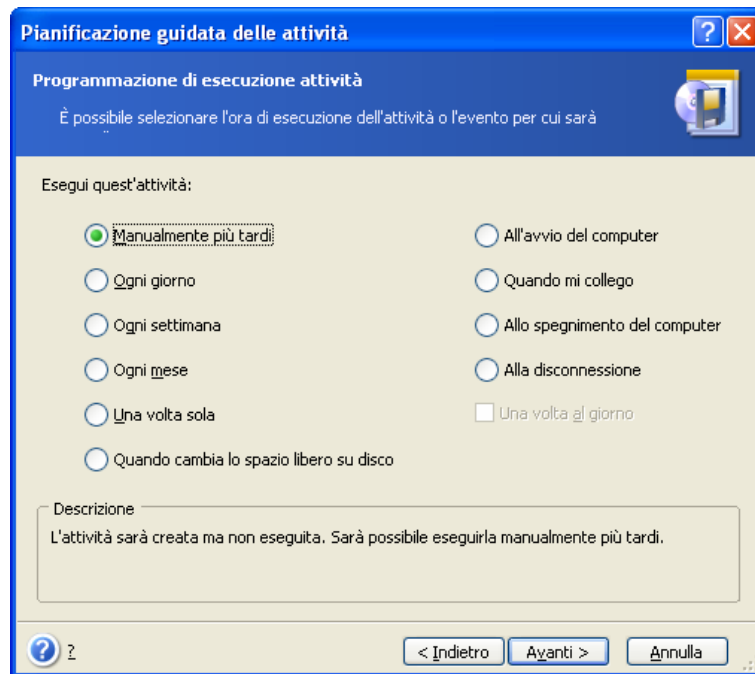 Pianificazione guidata delle attività
Programmazione di esecuzione attività
È possibile selezionare l'ora di esecuzione dell'attività o l'evento per cui sarà
Esegui quest'attività:
Manualmente più tardi
Ogni giorno
Ogni settimana
Ogni mese
Una volta sola
Quando cambia lo spazio libero su disco
All'avvio del computer
Quando mi collego
Allo spegnimento del computer
Alla disconnessione
Una volta al giorno
Descrizione
L'attività sarà creata ma non eseguita. Sarà possibile eseguirla manualmente più tardi.
?
< Indietro
Avanti >
Annulla